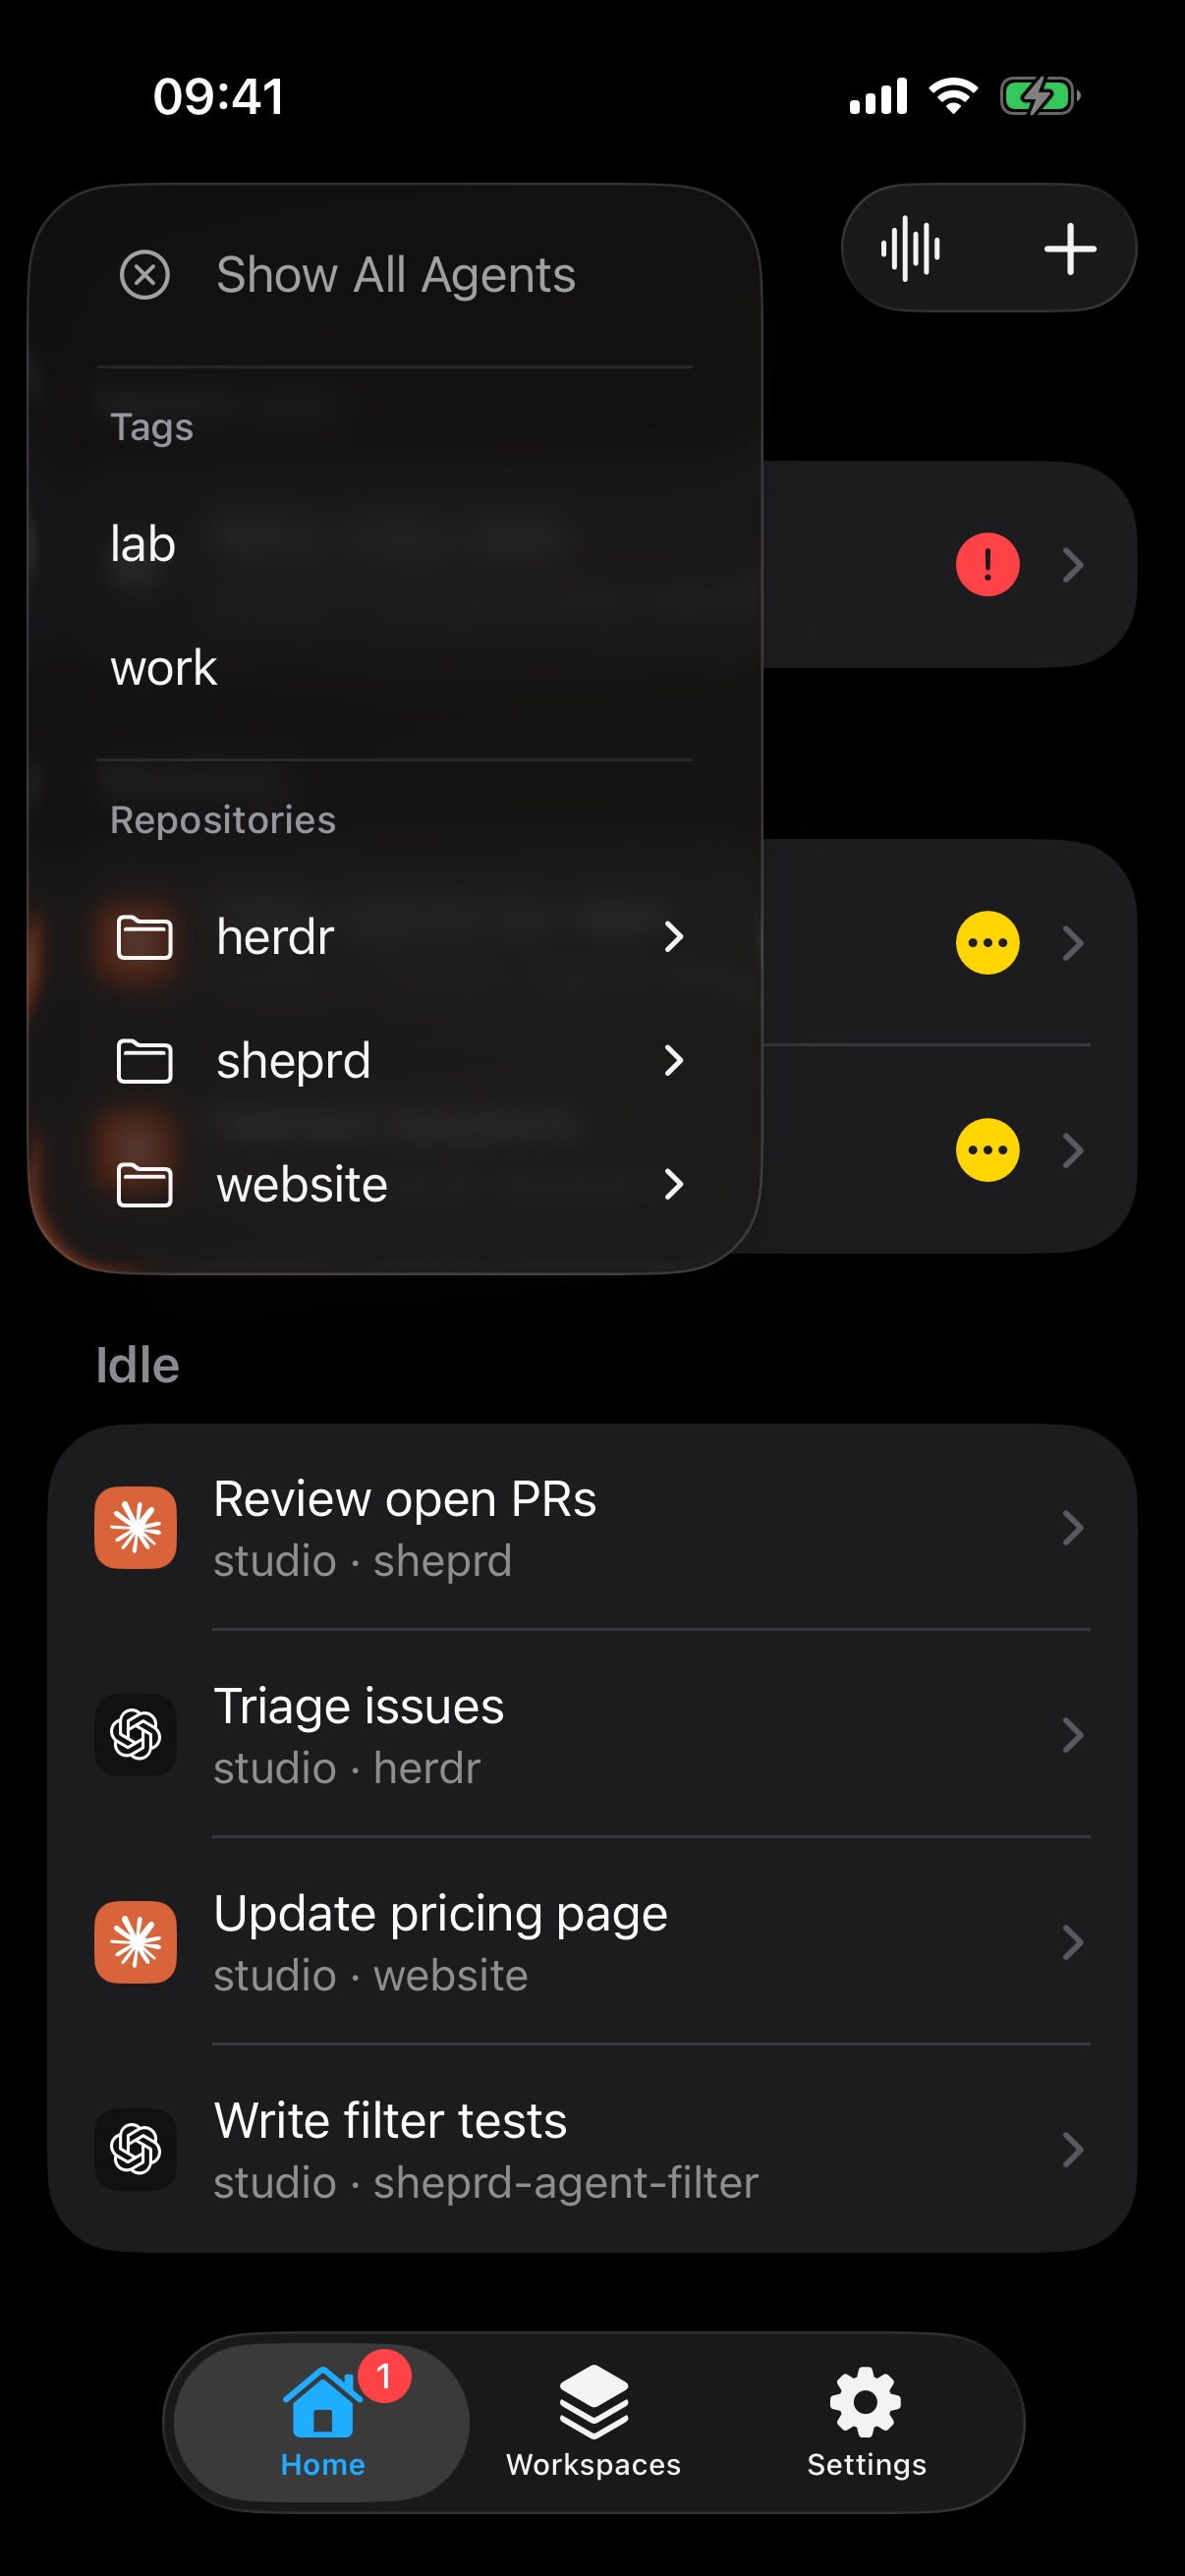 09:41
Show All Agents
Tags
lab
work
Repositories
herdr
sheprd
website
Idle
Review open PRs
studio · sheprd
Triage issues
studio · herdr
Update pricing page
studio · website
Write filter tests
studio · sheprd-agent-filter
1
Home
Workspaces
Settings